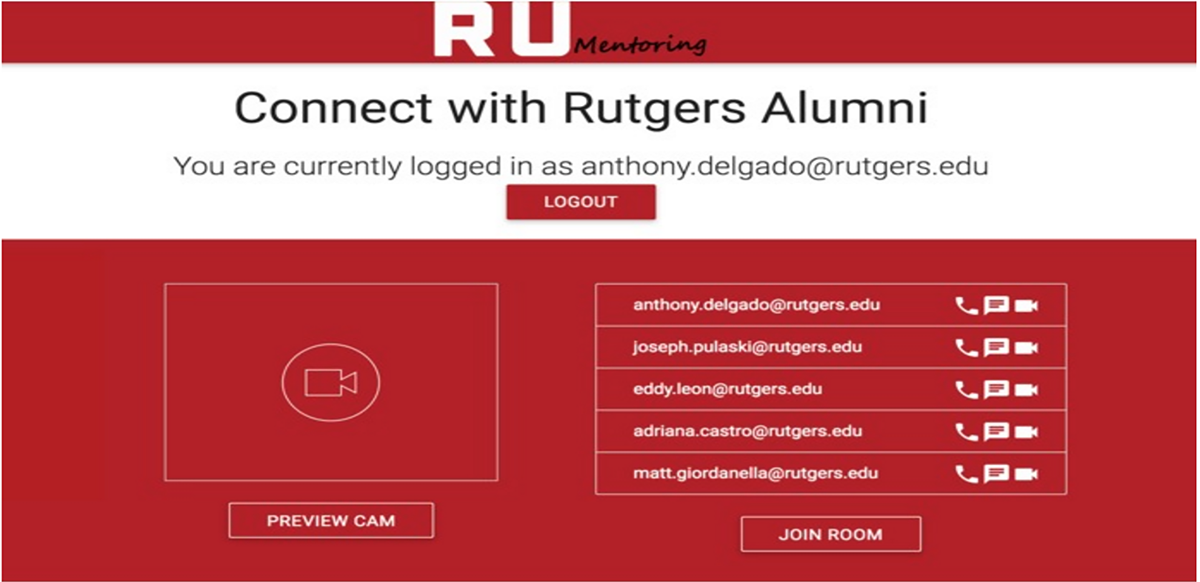 RU Mentoring
Connect with Rutgers Alumni
You are currently logged in as anthony.delgado@rutgers.edu
LOGOUT
anthony.delgado@rutgers.edu
joseph.pulaski@rutgers.edu
eddy.leon@rutgers.edu
adriana.castro@rutgers.edu
matt.giordanella@rutgers.edu
PREVIEW CAM
JOIN ROOM